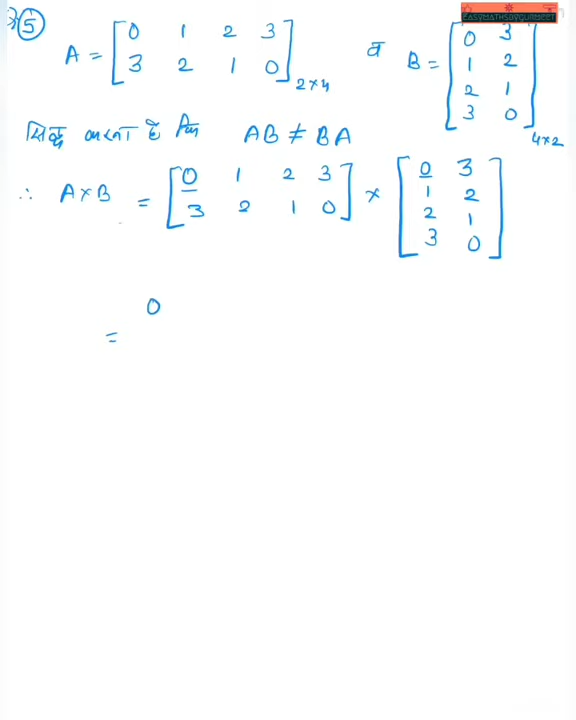 EASYMATHSBYGURMEET
⑤ A = [ 0 1 2 3 व B = [ 0 3
3 2 1 0 ] 2×4 1 2
2 1
3 0 ] 4×2
सिद्ध करना है कि AB ≠ BA
∴ A×B = [ 0 1 2 3 × [ 0 3
3 2 1 0 ] 1 2
2 1
3 0 ]
0
=